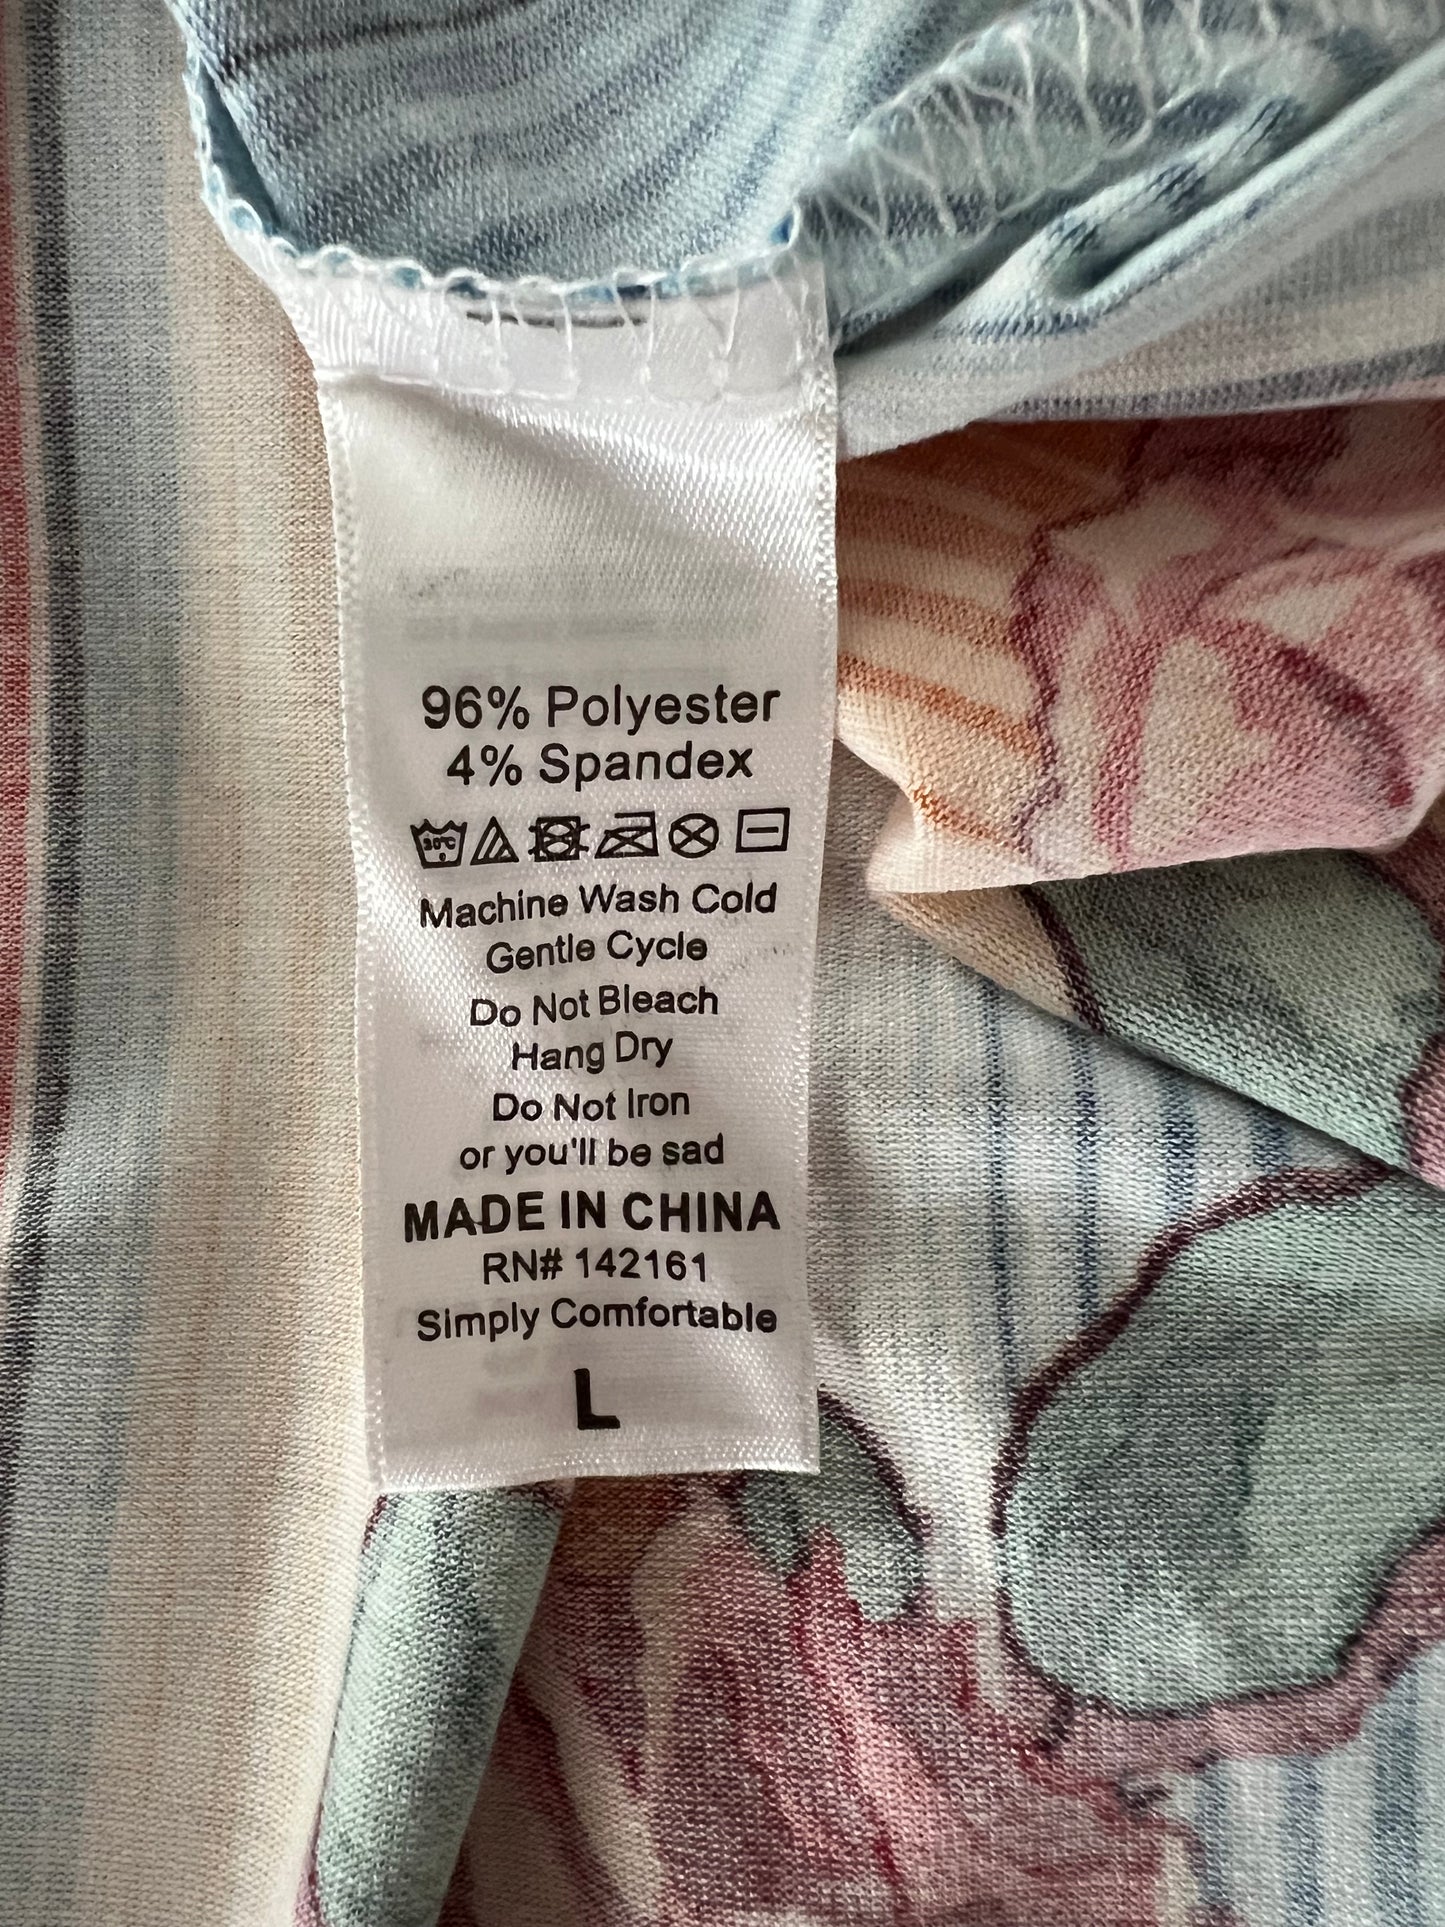 96% Polyester
4% Spandex
30°C
Machine Wash Cold
Gentle Cycle
Do Not Bleach
Hang Dry
Do Not Iron
or you'll be sad
MADE IN CHINA
RN# 142161
Simply Comfortable
L